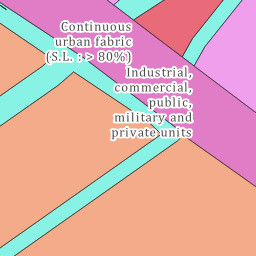 Continuous
urban fabric
(S.L. : > 80%)
Industrial,
commercial,
public,
military and
private units